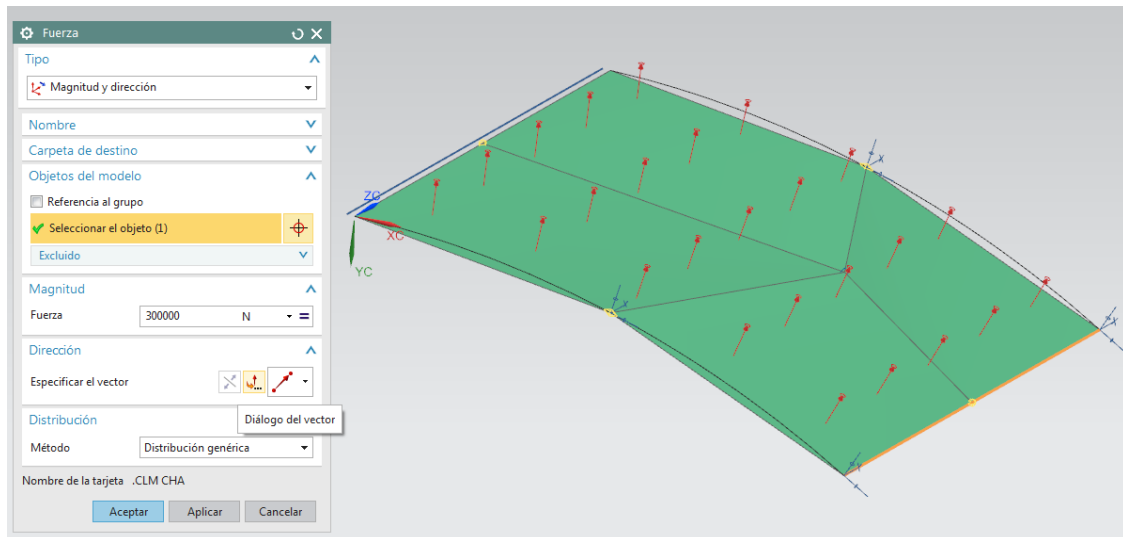 Fuerza
Tipo
Magnitud y dirección
Nombre
Carpeta de destino
Objetos del modelo
Referencia al grupo
Seleccionar el objeto (1)
Excluido
Magnitud
Fuerza 300000 N
Dirección
Especificar el vector
Diálogo del vector
Distribución
Método Distribución genérica
Nombre de la tarjeta .CLM CHA
Aceptar Aplicar Cancelar
ZC
XC
YC
X
X
X
Y